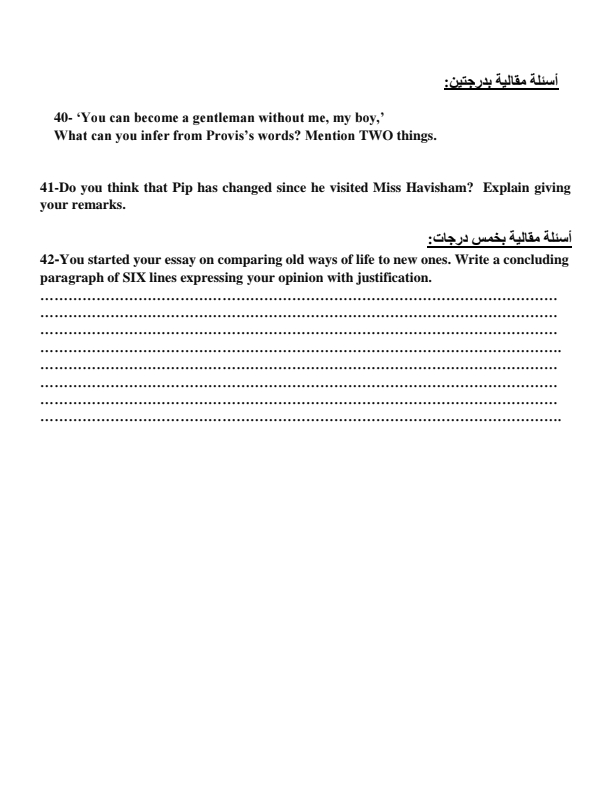 أسئلة مقالية بدرجتين:
40- ‘You can become a gentleman without me, my boy,’
What can you infer from Provis’s words? Mention TWO things.
41-Do you think that Pip has changed since he visited Miss Havisham? Explain giving
your remarks.
أسئلة مقالية بخمس درجات:
42-You started your essay on comparing old ways of life to new ones. Write a concluding
paragraph of SIX lines expressing your opinion with justification.
…………………………………………………………………………………………………
…………………………………………………………………………………………………
…………………………………………………………………………………………………
………………………………………………………………………………………………….
…………………………………………………………………………………………………
…………………………………………………………………………………………………
…………………………………………………………………………………………………
………………………………………………………………………………………………….